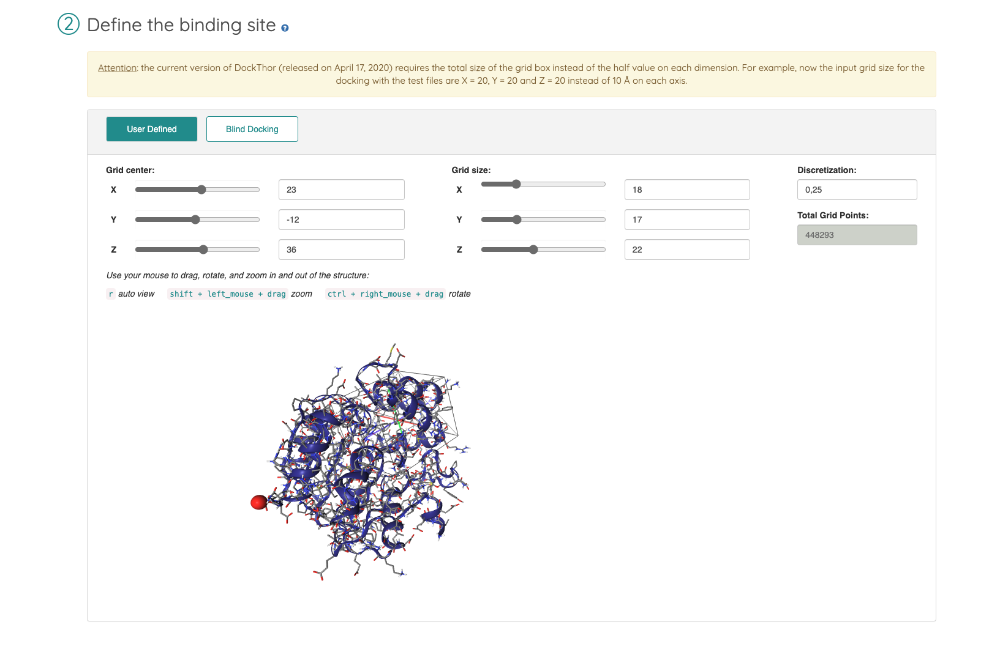 2 Define the binding site ?
Attention: the current version of DockThor (released on April 17, 2020) requires the total size of the grid box instead of the half value on each dimension. For example, now the input grid size for the
docking with the test files are X = 20, Y = 20 and Z = 20 instead of 10 Å on each axis.
User Defined Blind Docking
Grid center: Grid size: Discretization:
X 23 X 18 0,25
Y -12 Y 17 Total Grid Points:
448293
Z 36 Z 22
Use your mouse to drag, rotate, and zoom in and out of the structure:
r auto view shift + left_mouse + drag zoom ctrl + right_mouse + drag rotate